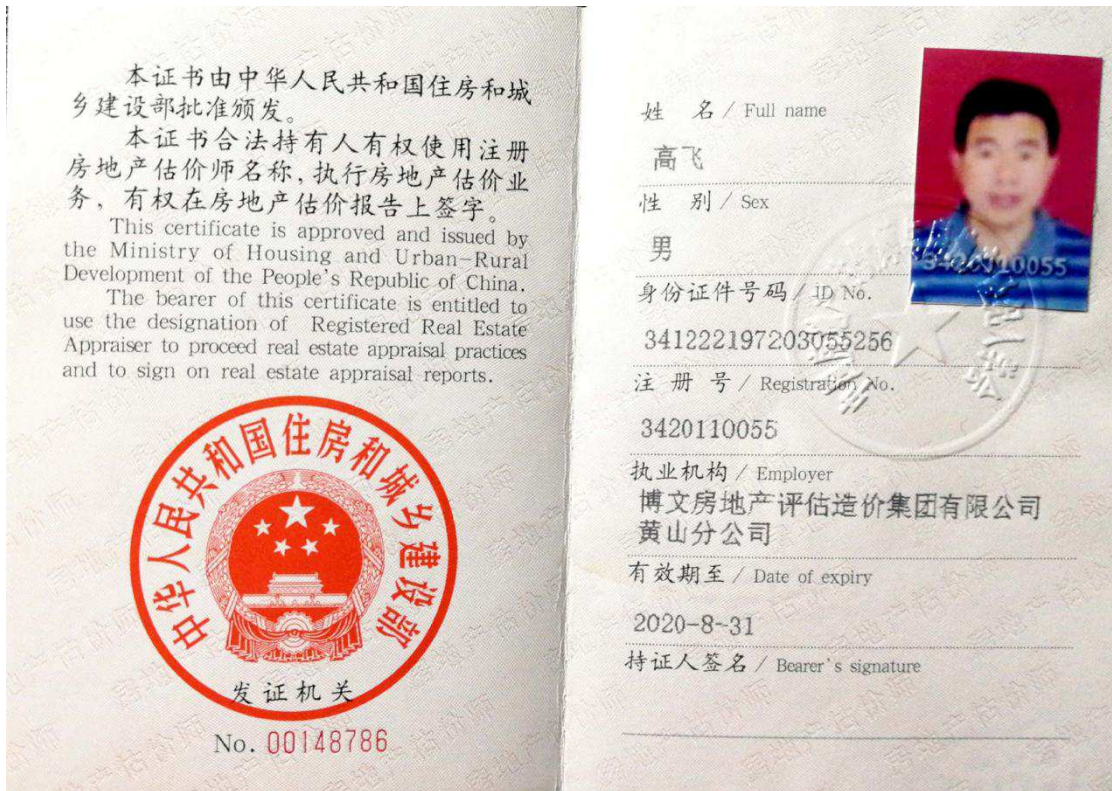 本证书由中华人民共和国住房和城
乡建设部批准颁发。
本证书合法持有人有权使用注册
房地产估价师名称，执行房地产估价业
务，有权在房地产估价报告上签字。
This certificate is approved and issued by
the Ministry of Housing and Urban-Rural
Development of the People's Republic of China.
The bearer of this certificate is entitled to
use the designation of Registered Real Estate
Appraiser to proceed real estate appraisal practices
and to sign on real estate appraisal reports.
中华人民共和国住房和城乡建设部
发证机关
No. 00148786
姓 名 / Full name
高飞
性 别 / Sex
男
身份证件号码 / ID No.
341222197203055256
注 册 号 / Registration No.
3420110055
执业机构 / Employer
博文房地产评估造价集团有限公司
黄山分公司
有效期至 / Date of expiry
2020-8-31
持证人签名 / Bearer's signature
3420110055